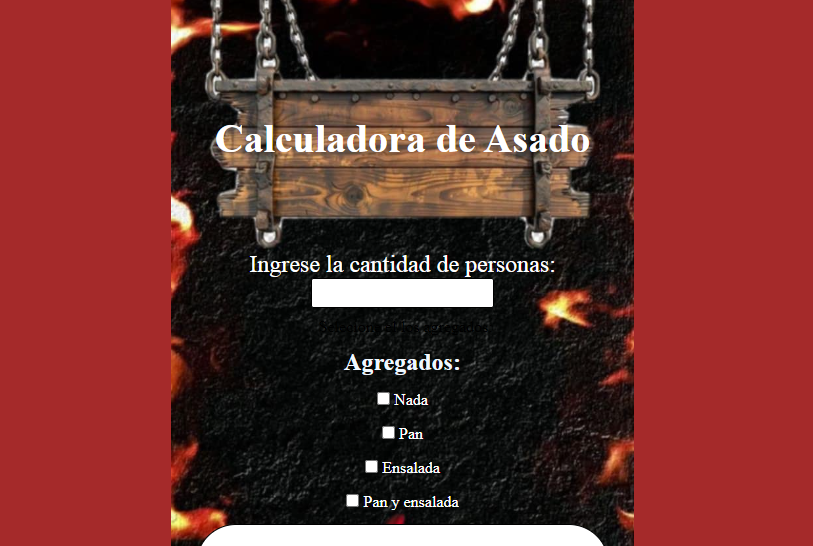 Calculadora de Asado
Ingrese la cantidad de personas:
Agregados:
Nada
Pan
Ensalada
Pan y ensalada